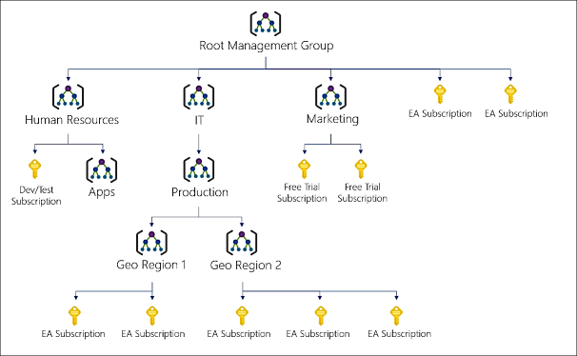 Root Management Group
EA Subscription
EA Subscription
Human Resources
IT
Marketing
Dev/Test
Subscription
Apps
Production
Free Trial
Subscription
Free Trial
Subscription
Geo Region 1
Geo Region 2
EA Subscription
EA Subscription
EA Subscription
EA Subscription
EA Subscription